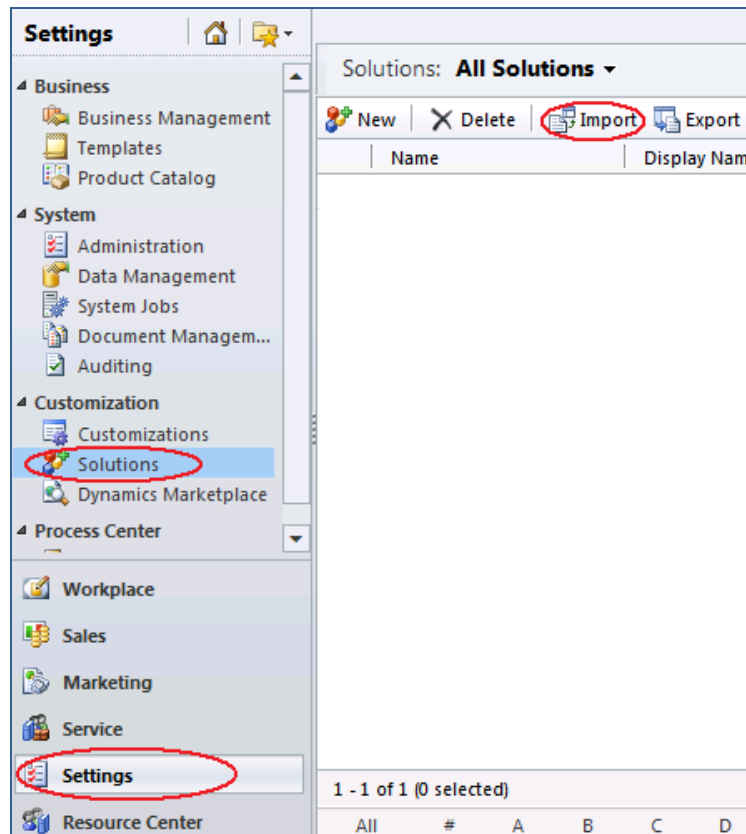 Settings
Business
Business Management
Templates
Product Catalog
System
Administration
Data Management
System Jobs
Document Managem...
Auditing
Customization
Customizations
Solutions
Dynamics Marketplace
Process Center
Workplace
Sales
Marketing
Service
Settings
Resource Center
Solutions: All Solutions
New Delete Import Export
Name Display Nam
1 - 1 of 1 (0 selected)
All # A B C D